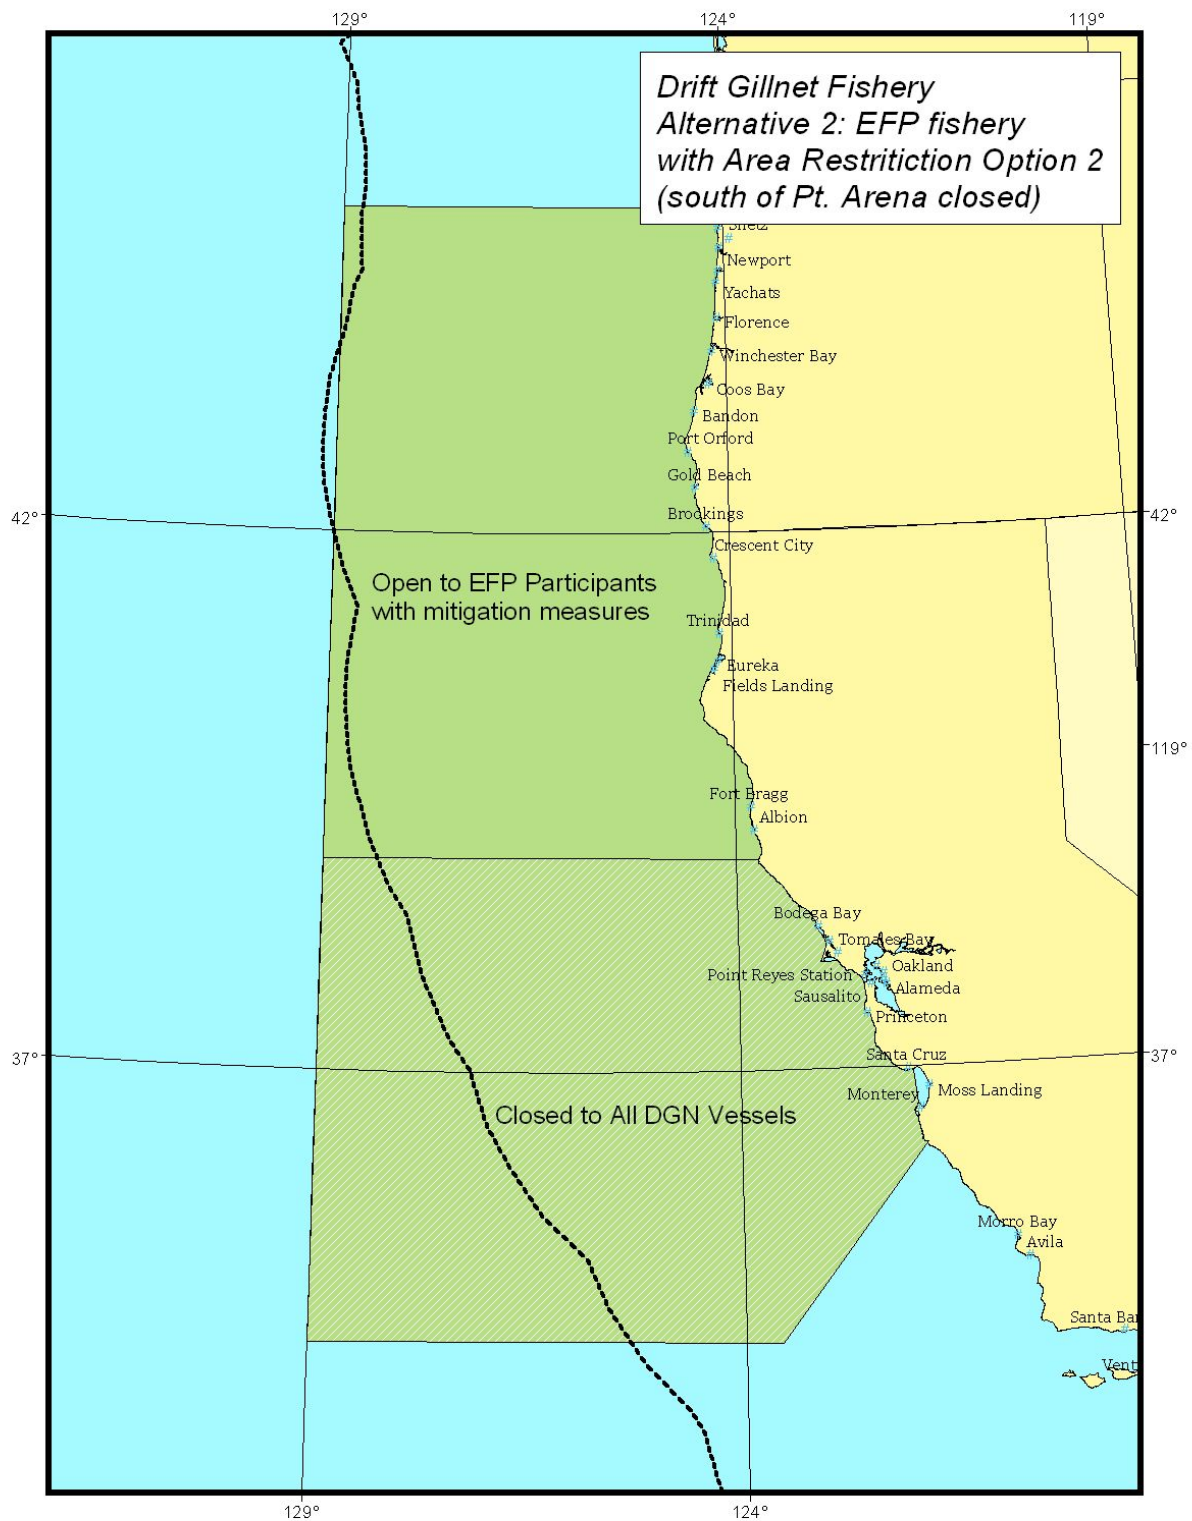 129° 124° 119°
Drift Gillnet Fishery
Alternative 2: EFP fishery
with Area Restritiction Option 2
(south of Pt. Arena closed)
Newport
Yachats
Florence
Winchester Bay
Coos Bay
Bandon
Port Orford
Gold Beach
Brookings
42° 42°
Crescent City
Open to EFP Participants
with mitigation measures
Trinidad
Eureka
Fields Landing
119°
Fort Bragg
Albion
Bodega Bay
Tomales Bay
Oakland
Point Reyes Station
Alameda
Sausalito
Princeton
Santa Cruz
37° 37°
Moss Landing
Monterey
Closed to All DGN Vessels
Morro Bay
Avila
Santa Bar
Vent
129° 124°